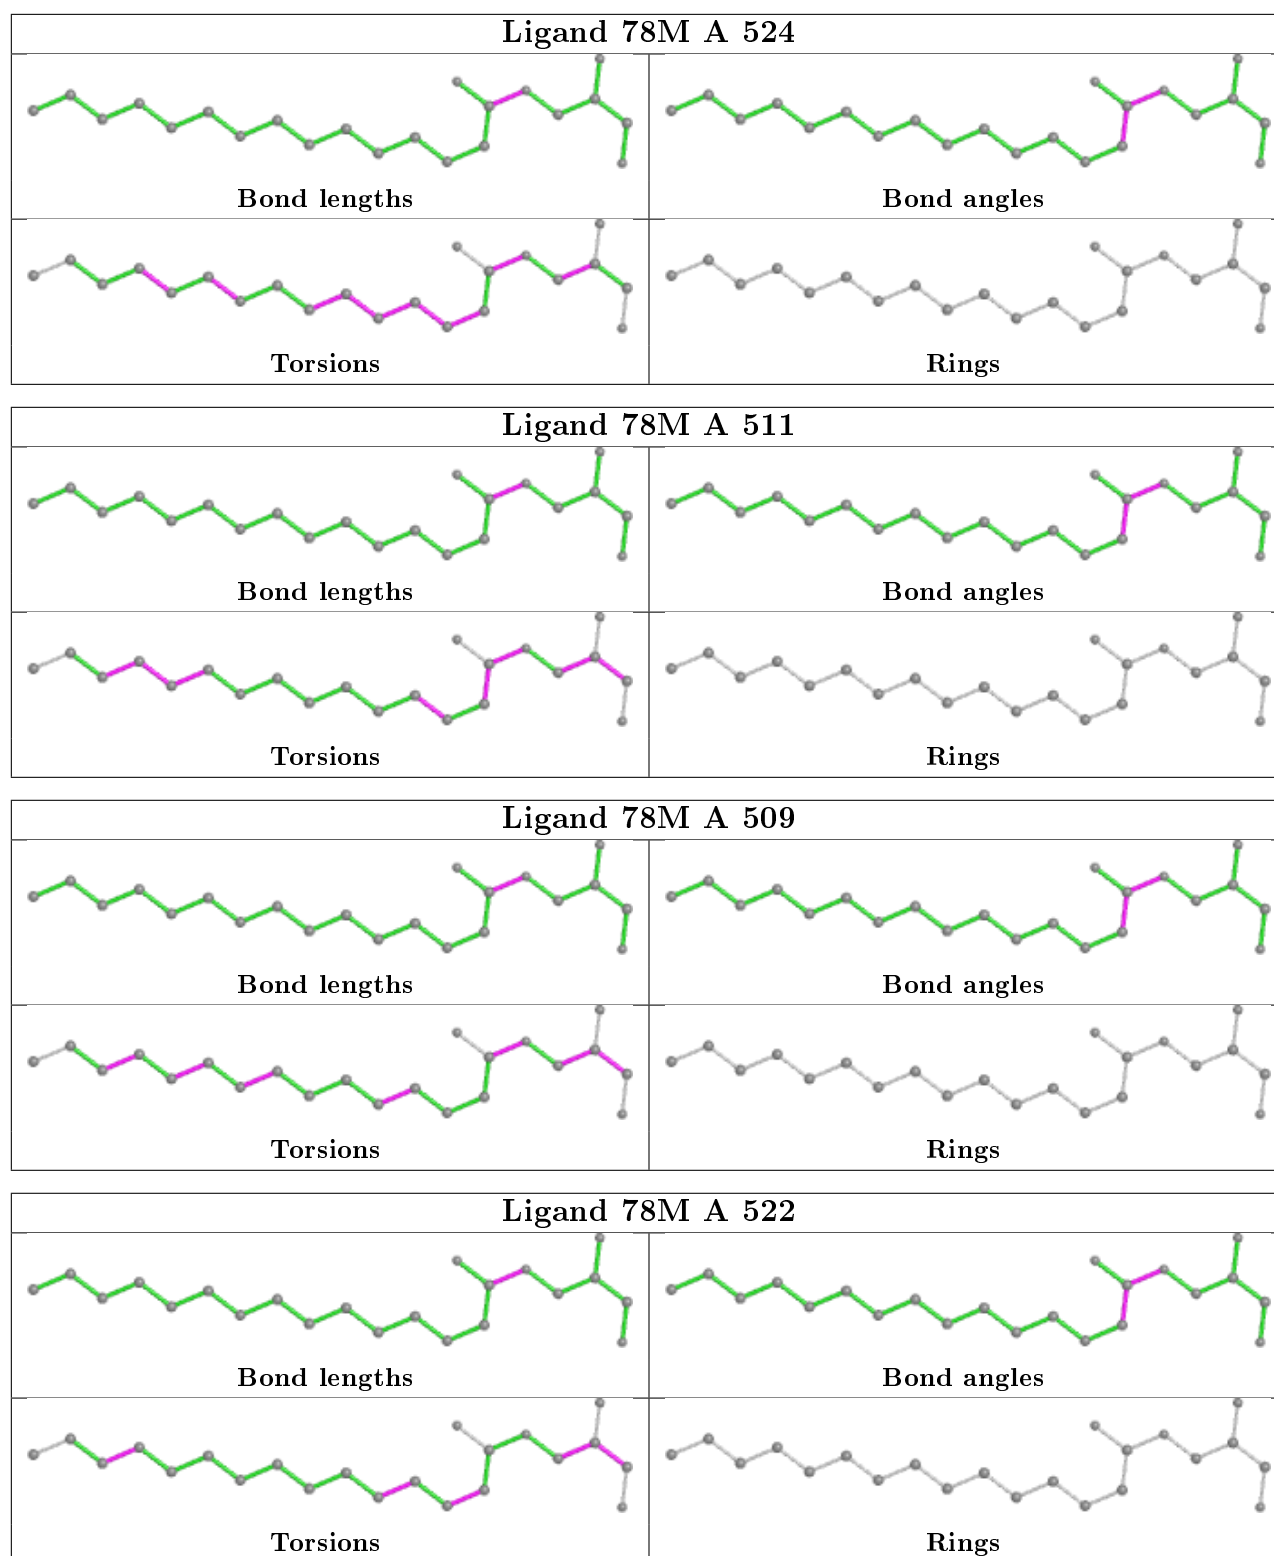 Ligand 78M A 524
Bond lengths
Bond angles
Torsions
Rings
Ligand 78M A 511
Bond lengths
Bond angles
Torsions
Rings
Ligand 78M A 509
Bond lengths
Bond angles
Torsions
Rings
Ligand 78M A 522
Bond lengths
Bond angles
Torsions
Rings